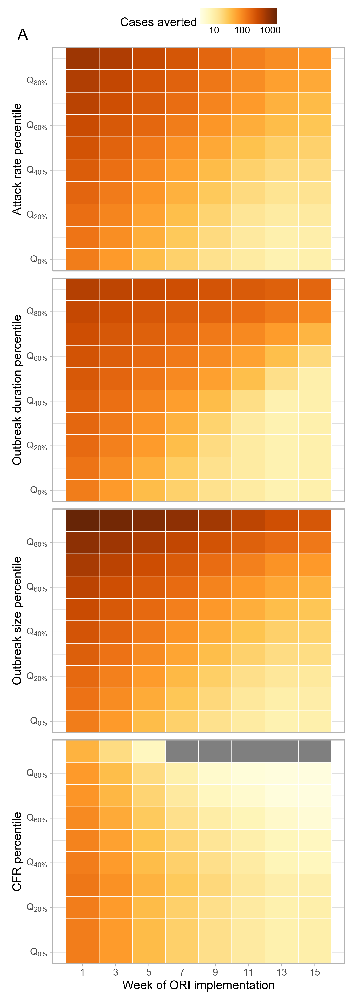 Cases averted
10 100 1000
A
Attack rate percentile
Q80%
Q60%
Q40%
Q20%
Q0%
Outbreak duration percentile
Q80%
Q60%
Q40%
Q20%
Q0%
Outbreak size percentile
Q80%
Q60%
Q40%
Q20%
Q0%
CFR percentile
Q80%
Q60%
Q40%
Q20%
Q0%
1 3 5 7 9 11 13 15
Week of ORI implementation